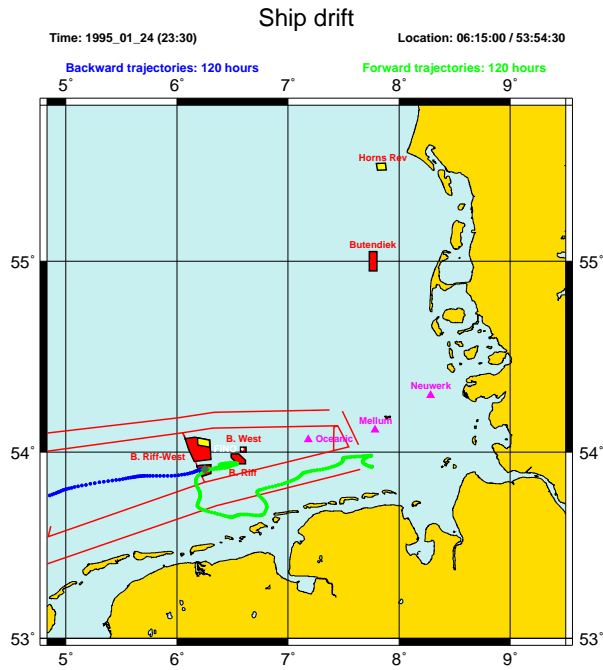 Ship drift
Time: 1995_01_24 (23:30) Location: 06:15:00 / 53:54:30
Backward trajectories: 120 hours Forward trajectories: 120 hours
5° 6° 7° 8° 9°
Horns Rev
Butendiek
55° 55°
Neuwerk
Mellum
B. West Oceanic
54° 54°
B. Riff-West
B. Riff
53° 53°
5° 6° 7° 8° 9°